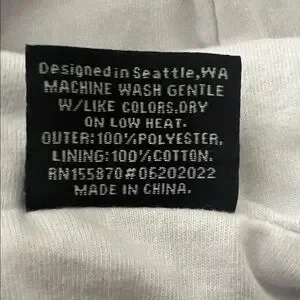 Designed in Seattle,WA
MACHINE WASH GENTLE
W/LIKE COLORS.DRY
ON LOW HEAT.
OUTER:100%POLYESTER,
LINING:100%COTTON.
RN155870#06202022
MADE IN CHINA.